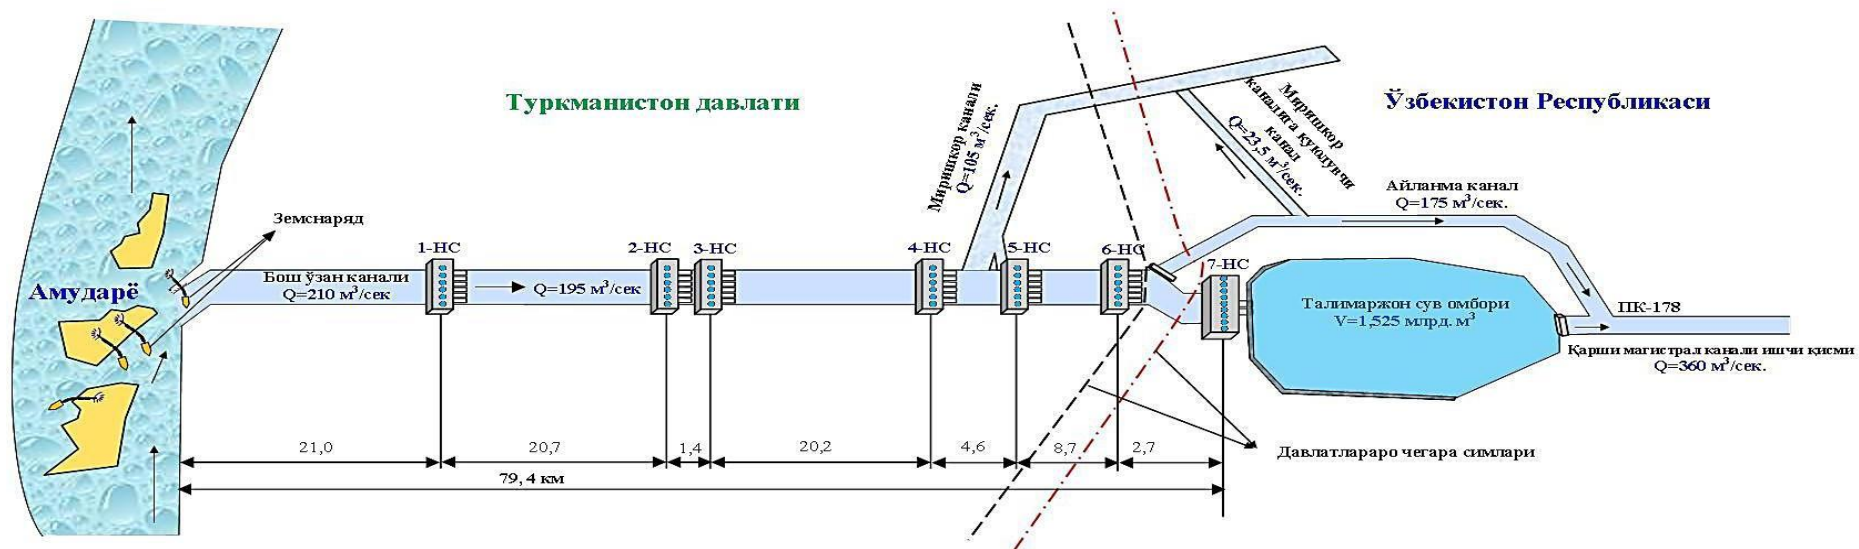 Туркманистон давлати
Ўзбекистон Республикаси
Миришкор канали
Q=105 м³/сек.
Миришкор
каналига қуюлувчи
канал
Q=23,5 м³/сек.
Айланма канал
Q=175 м³/сек.
Земснаряд
Амударё
Бош ўзан канали
Q=210 м³/сек
1-НС
Q=195 м³/сек
2-НС
3-НС
4-НС
5-НС
6-НС
7-НС
Талимаржон сув омбори
V=1,525 млрд. м³
ПК-178
Қарши магистрал канали ишчи қисми
Q=360 м³/сек.
21,0
20,7
1,4
20,2
4,6
8,7
2,7
79, 4 км
Давлатлараро чегара симлари